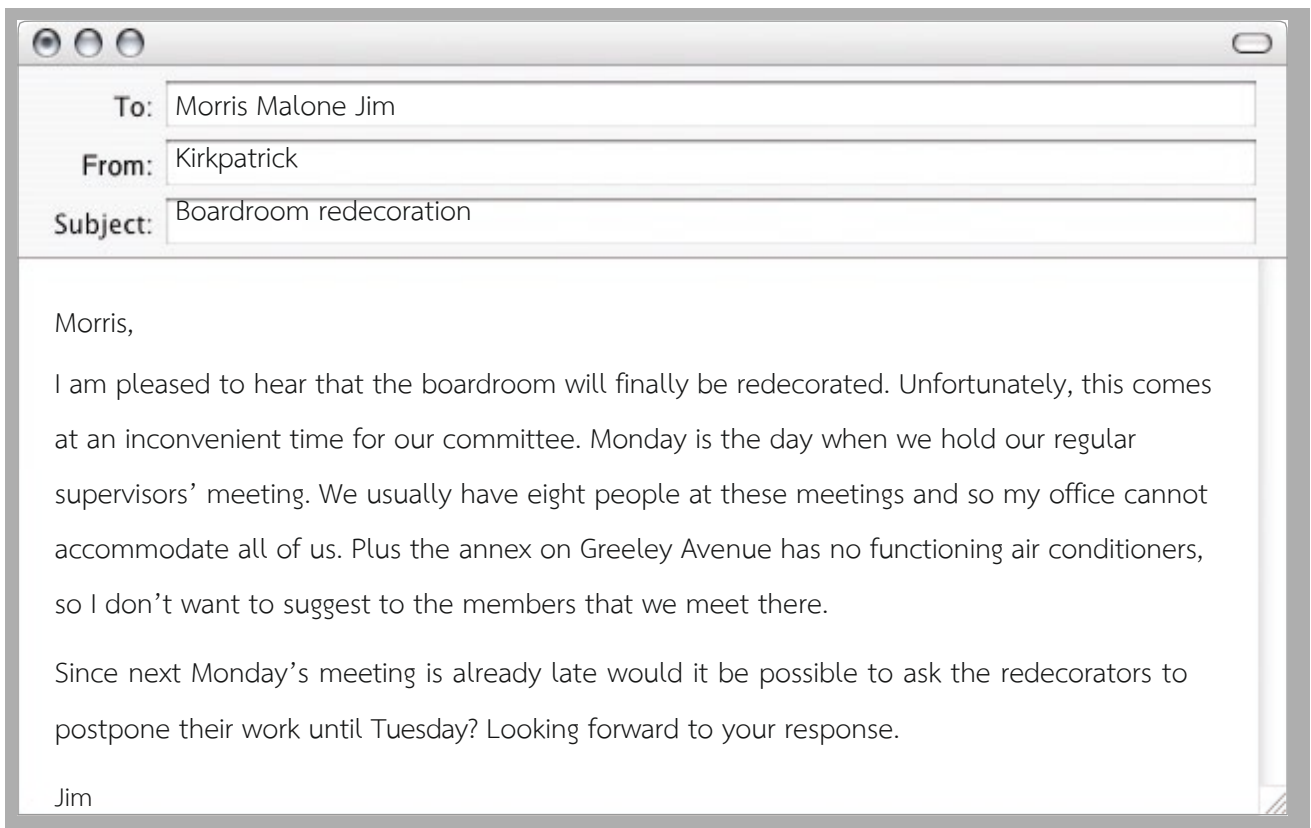 To: Morris Malone Jim
From: Kirkpatrick
Subject: Boardroom redecoration
Morris,
I am pleased to hear that the boardroom will finally be redecorated. Unfortunately, this comes
at an inconvenient time for our committee. Monday is the day when we hold our regular
supervisors’ meeting. We usually have eight people at these meetings and so my office cannot
accommodate all of us. Plus the annex on Greeley Avenue has no functioning air conditioners,
so I don’t want to suggest to the members that we meet there.
Since next Monday’s meeting is already late would it be possible to ask the redecorators to
postpone their work until Tuesday? Looking forward to your response.
Jim